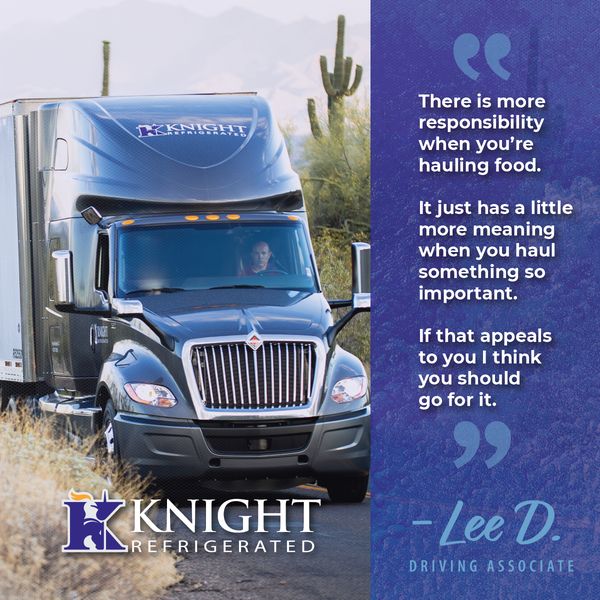 KNIGHT
REFRIGERATED
KNIGHT
KNIGHT
REFRIGERATED
“
There is more
responsibility
when you’re
hauling food.
It just has a little
more meaning
when you haul
something so
important.
If that appeals
to you I think
you should
go for it.
”
– Lee D.
DRIVING ASSOCIATE